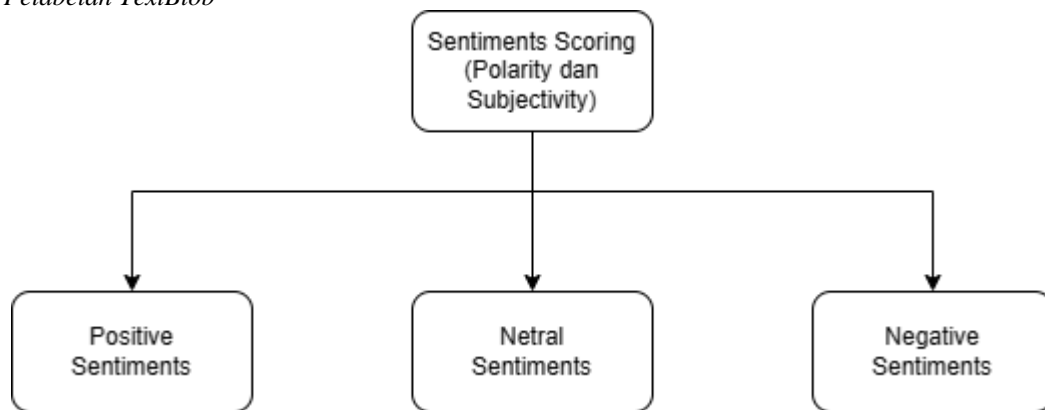 Pelabelan TextBlob
Sentiments Scoring
(Polarity dan
Subjectivity)
Positive
Sentiments
Netral
Sentiments
Negative
Sentiments